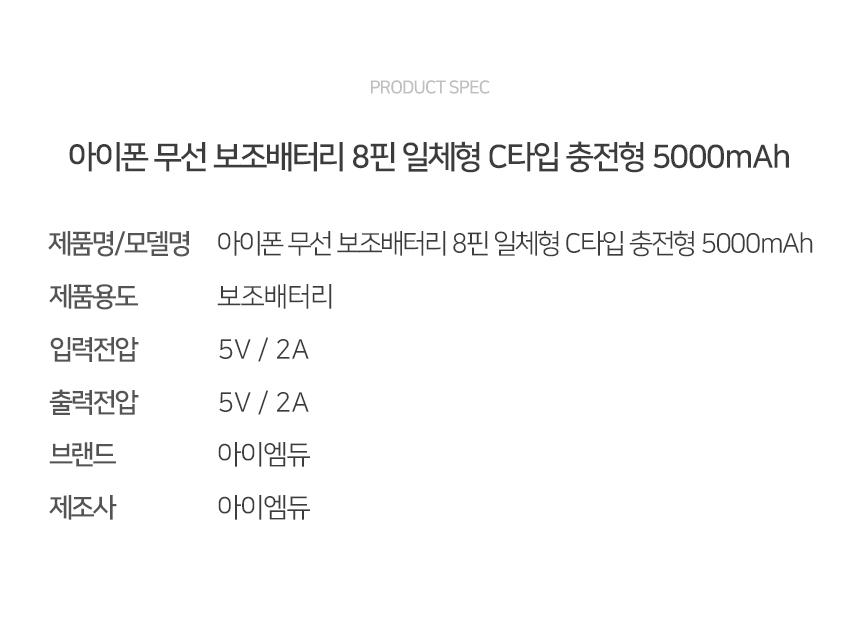 PRODUCT SPEC
아이폰 무선 보조배터리 8핀 일체형 C타입 충전형 5000mAh
제품명/모델명 아이폰 무선 보조배터리 8핀 일체형 C타입 충전형 5000mAh
제품용도 보조배터리
입력전압 5V / 2A
출력전압 5V / 2A
브랜드 아이엠듀
제조사 아이엠듀